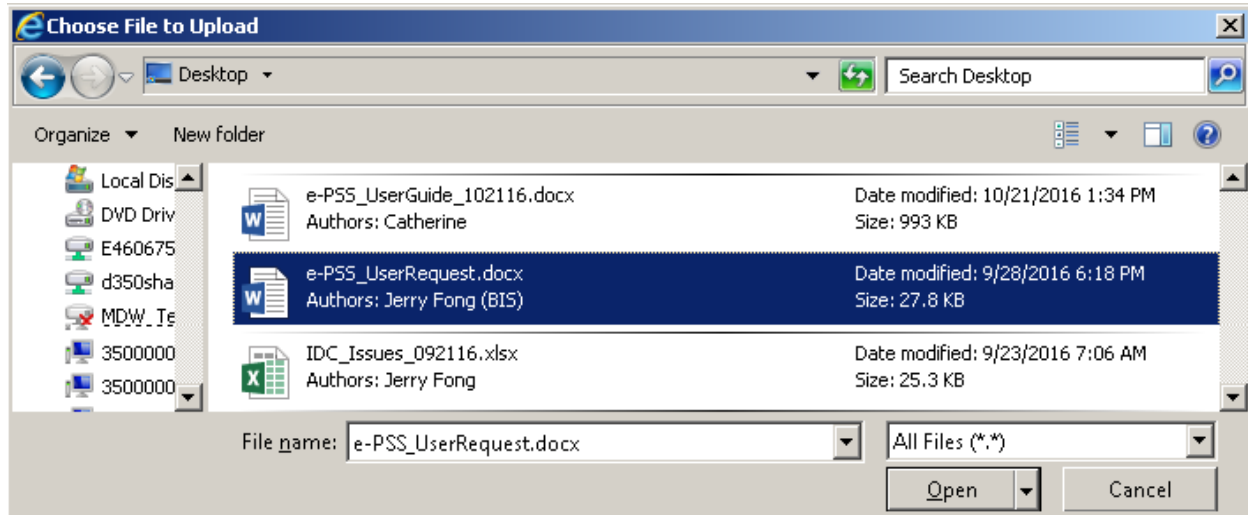 Choose File to Upload
Desktop
Search Desktop
Organize
New folder
Local Dis
DVD Driv
E460675
d350sha
MDW_Te
3500000
3500000
e-PSS_UserGuide_102116.docx
Authors: Catherine
Date modified: 10/21/2016 1:34 PM
Size: 993 KB
e-PSS_UserRequest.docx
Authors: Jerry Fong (BIS)
Date modified: 9/28/2016 6:18 PM
Size: 27.8 KB
IDC_Issues_092116.xlsx
Authors: Jerry Fong
Date modified: 9/23/2016 7:06 AM
Size: 25.3 KB
File name: e-PSS_UserRequest.docx
All Files (*.*)
Open
Cancel